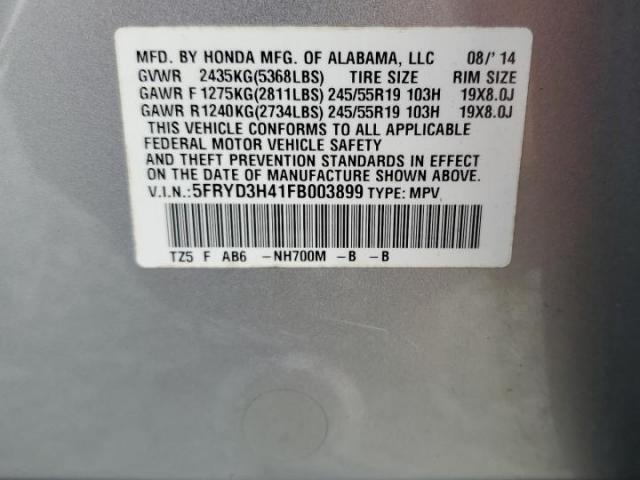 MFD. BY HONDA MFG. OF ALABAMA, LLC 08/' 14
GVWR 2435KG(5368LBS) TIRE SIZE RIM SIZE
GAWR F 1275KG(2811LBS) 245/55R19 103H 19X8.0J
GAWR R1240KG(2734LBS) 245/55R19 103H 19X8.0J
THIS VEHICLE CONFORMS TO ALL APPLICABLE
FEDERAL MOTOR VEHICLE SAFETY
AND THEFT PREVENTION STANDARDS IN EFFECT
ON THE DATE OF MANUFACTURE SHOWN ABOVE.
V.I.N.:5FRYD3H41FB003899 TYPE: MPV
TZ5 F AB6 -NH700M -B -B